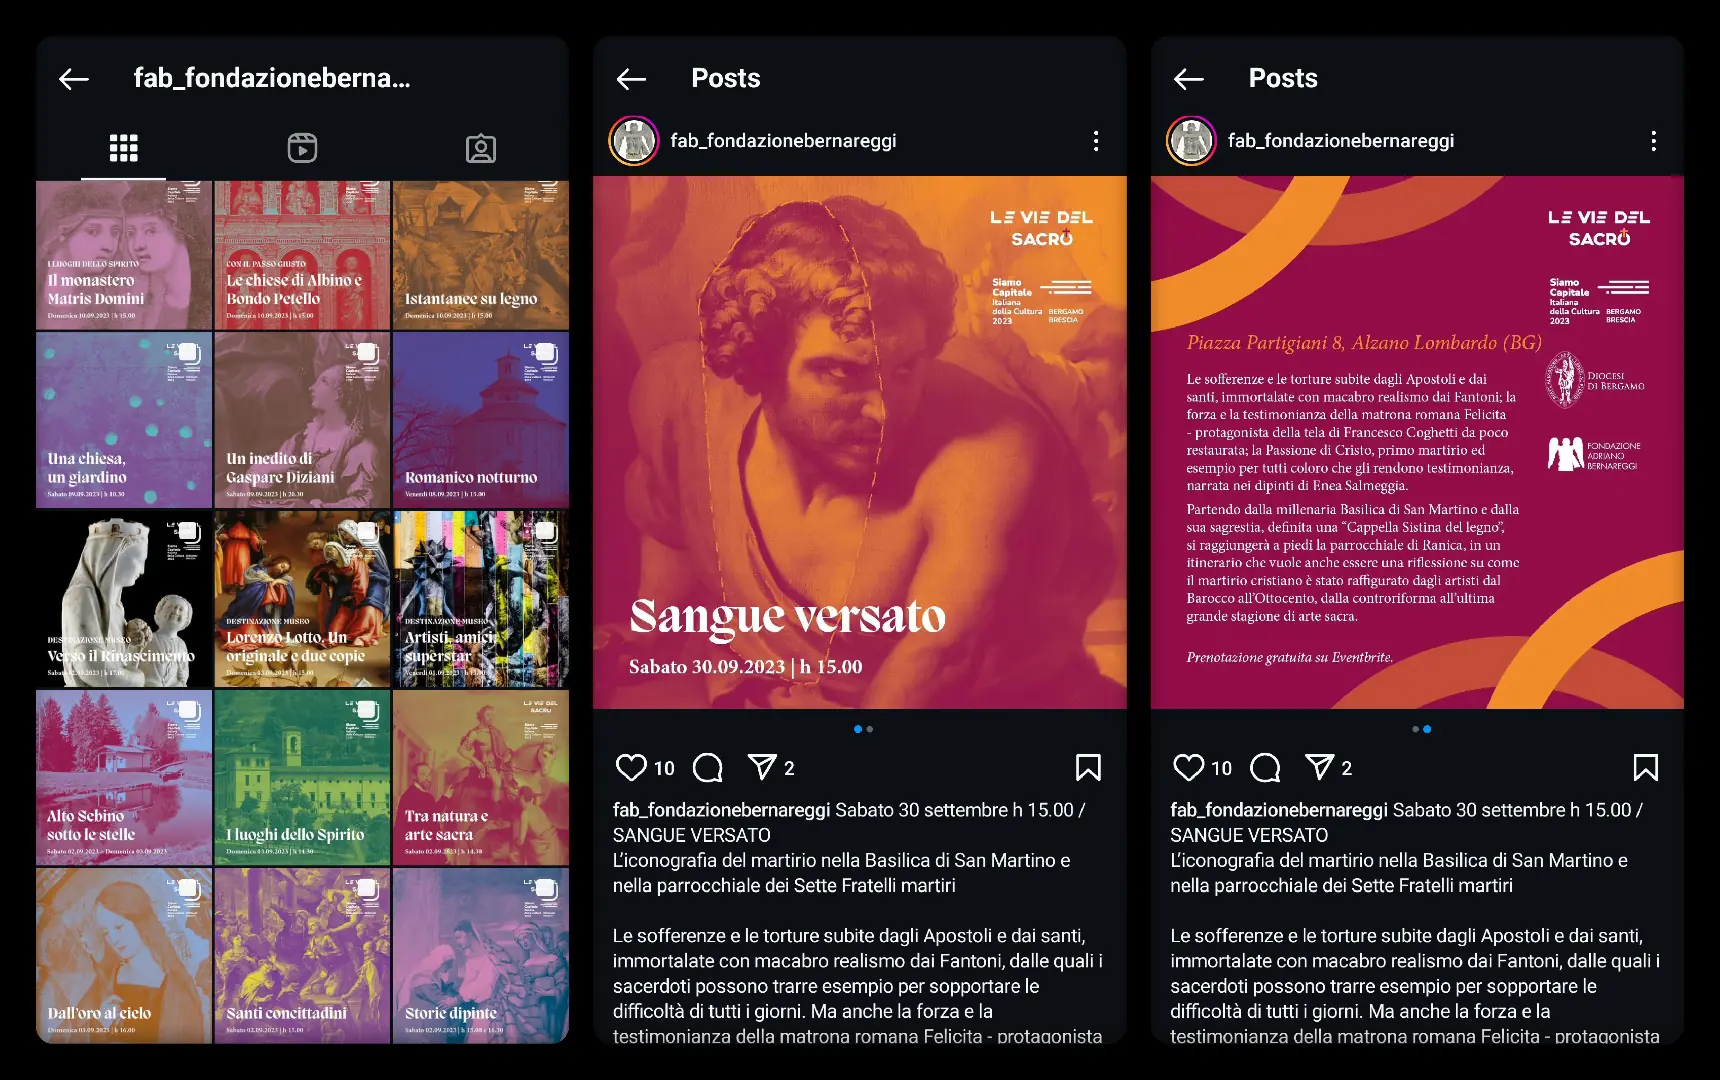 fab_fondazioneberna...
I LUOGHI DELLO SPIRITO
Il monastero
Matris Domini
Domenica 10.09.2023 | h 15.00
CON IL PASSO GIUSTO
Le chiese di Albino e
Bondo Petello
Domenica 10.09.2023 | h 15.00
Istantanee su legno
Domenica 10.09.2023 | h 15.00
Una chiesa,
un giardino
Sabato 09.09.2023 | h 10.30
Un inedito di
Gaspare Diziani
Sabato 09.09.2023 | h 20.30
Romanico notturno
Venerdì 08.09.2023 | h 15.00
DESTINAZIONE MUSEO
Verso il Rinascimento
DESTINAZIONE MUSEO
Lorenzo Lotto. Un
originale e due copie
Domenica 03.09.2023 | h 15.00
DESTINAZIONE MUSEO
Artisti, amici,
superstar
Venerdì 01.09.2023
Alto Sebino
sotto le stelle
Sabato 02.09.2023 - Domenica 03.09.2023
I luoghi dello Spirito
Domenica 03.09.2023 | h 14.30
LE VIE DEL
SACRO
Tra natura e
arte sacra
Sabato 02.09.2023 | h 14.30
Dall'oro al cielo
Domenica 03.09.2023 | h 16.00
Santi concittadini
Sabato 02.09.2023 | h 15.00
Storie dipinte
Sabato 02.09.2023 | h 15.00 e 16.30
Posts
fab_fondazionebernareggi
LE VIE DEL
SACRO
Siamo
Capitale
Italiana
della Cultura BERGAMO
2023 BRESCIA
Sangue versato
Sabato 30.09.2023 | h 15.00
10 2
fab_fondazionebernareggi Sabato 30 settembre h 15.00 /
SANGUE VERSATO
L'iconografia del martirio nella Basilica di San Martino e
nella parrocchiale dei Sette Fratelli martiri
Le sofferenze e le torture subite dagli Apostoli e dai santi,
immortalate con macabro realismo dai Fantoni, dalle quali i
sacerdoti possono trarre esempio per sopportare le
difficoltà di tutti i giorni. Ma anche la forza e la
testimonianza della matrona romana Felicita - protagonista
Posts
fab_fondazionebernareggi
LE VIE DEL
SACRO
Siamo
Capitale
Italiana
della Cultura BERGAMO
2023 BRESCIA
Piazza Partigiani 8, Alzano Lombardo (BG)
DIOCESI
DI BERGAMO
FONDAZIONE
ADRIANO
BERNAREGGI
Le sofferenze e le torture subite dagli Apostoli e dai
santi, immortalate con macabro realismo dai Fantoni; la
forza e la testimonianza della matrona romana Felicita
- protagonista della tela di Francesco Coghetti da poco
restaurata; la Passione di Cristo, primo martirio ed
esempio per tutti coloro che gli rendono testimonianza,
narrata nei dipinti di Enea Salmeggia.
Partendo dalla millenaria Basilica di San Martino e dalla
sua sagrestia, definita una “Cappella Sistina del legno”,
si raggiungerà a piedi la parrocchiale di Ranica, in un
itinerario che vuole anche essere una riflessione su come
il martirio cristiano è stato raffigurato dagli artisti dal
Barocco all'Ottocento, dalla controriforma all'ultima
grande stagione di arte sacra.
Prenotazione gratuita su Eventbrite.
10 2
fab_fondazionebernareggi Sabato 30 settembre h 15.00 /
SANGUE VERSATO
L'iconografia del martirio nella Basilica di San Martino e
nella parrocchiale dei Sette Fratelli martiri
Le sofferenze e le torture subite dagli Apostoli e dai santi,
immortalate con macabro realismo dai Fantoni, dalle quali i
sacerdoti possono trarre esempio per sopportare le
difficoltà di tutti i giorni. Ma anche la forza e la
testimonianza della matrona romana Felicita - protagonista